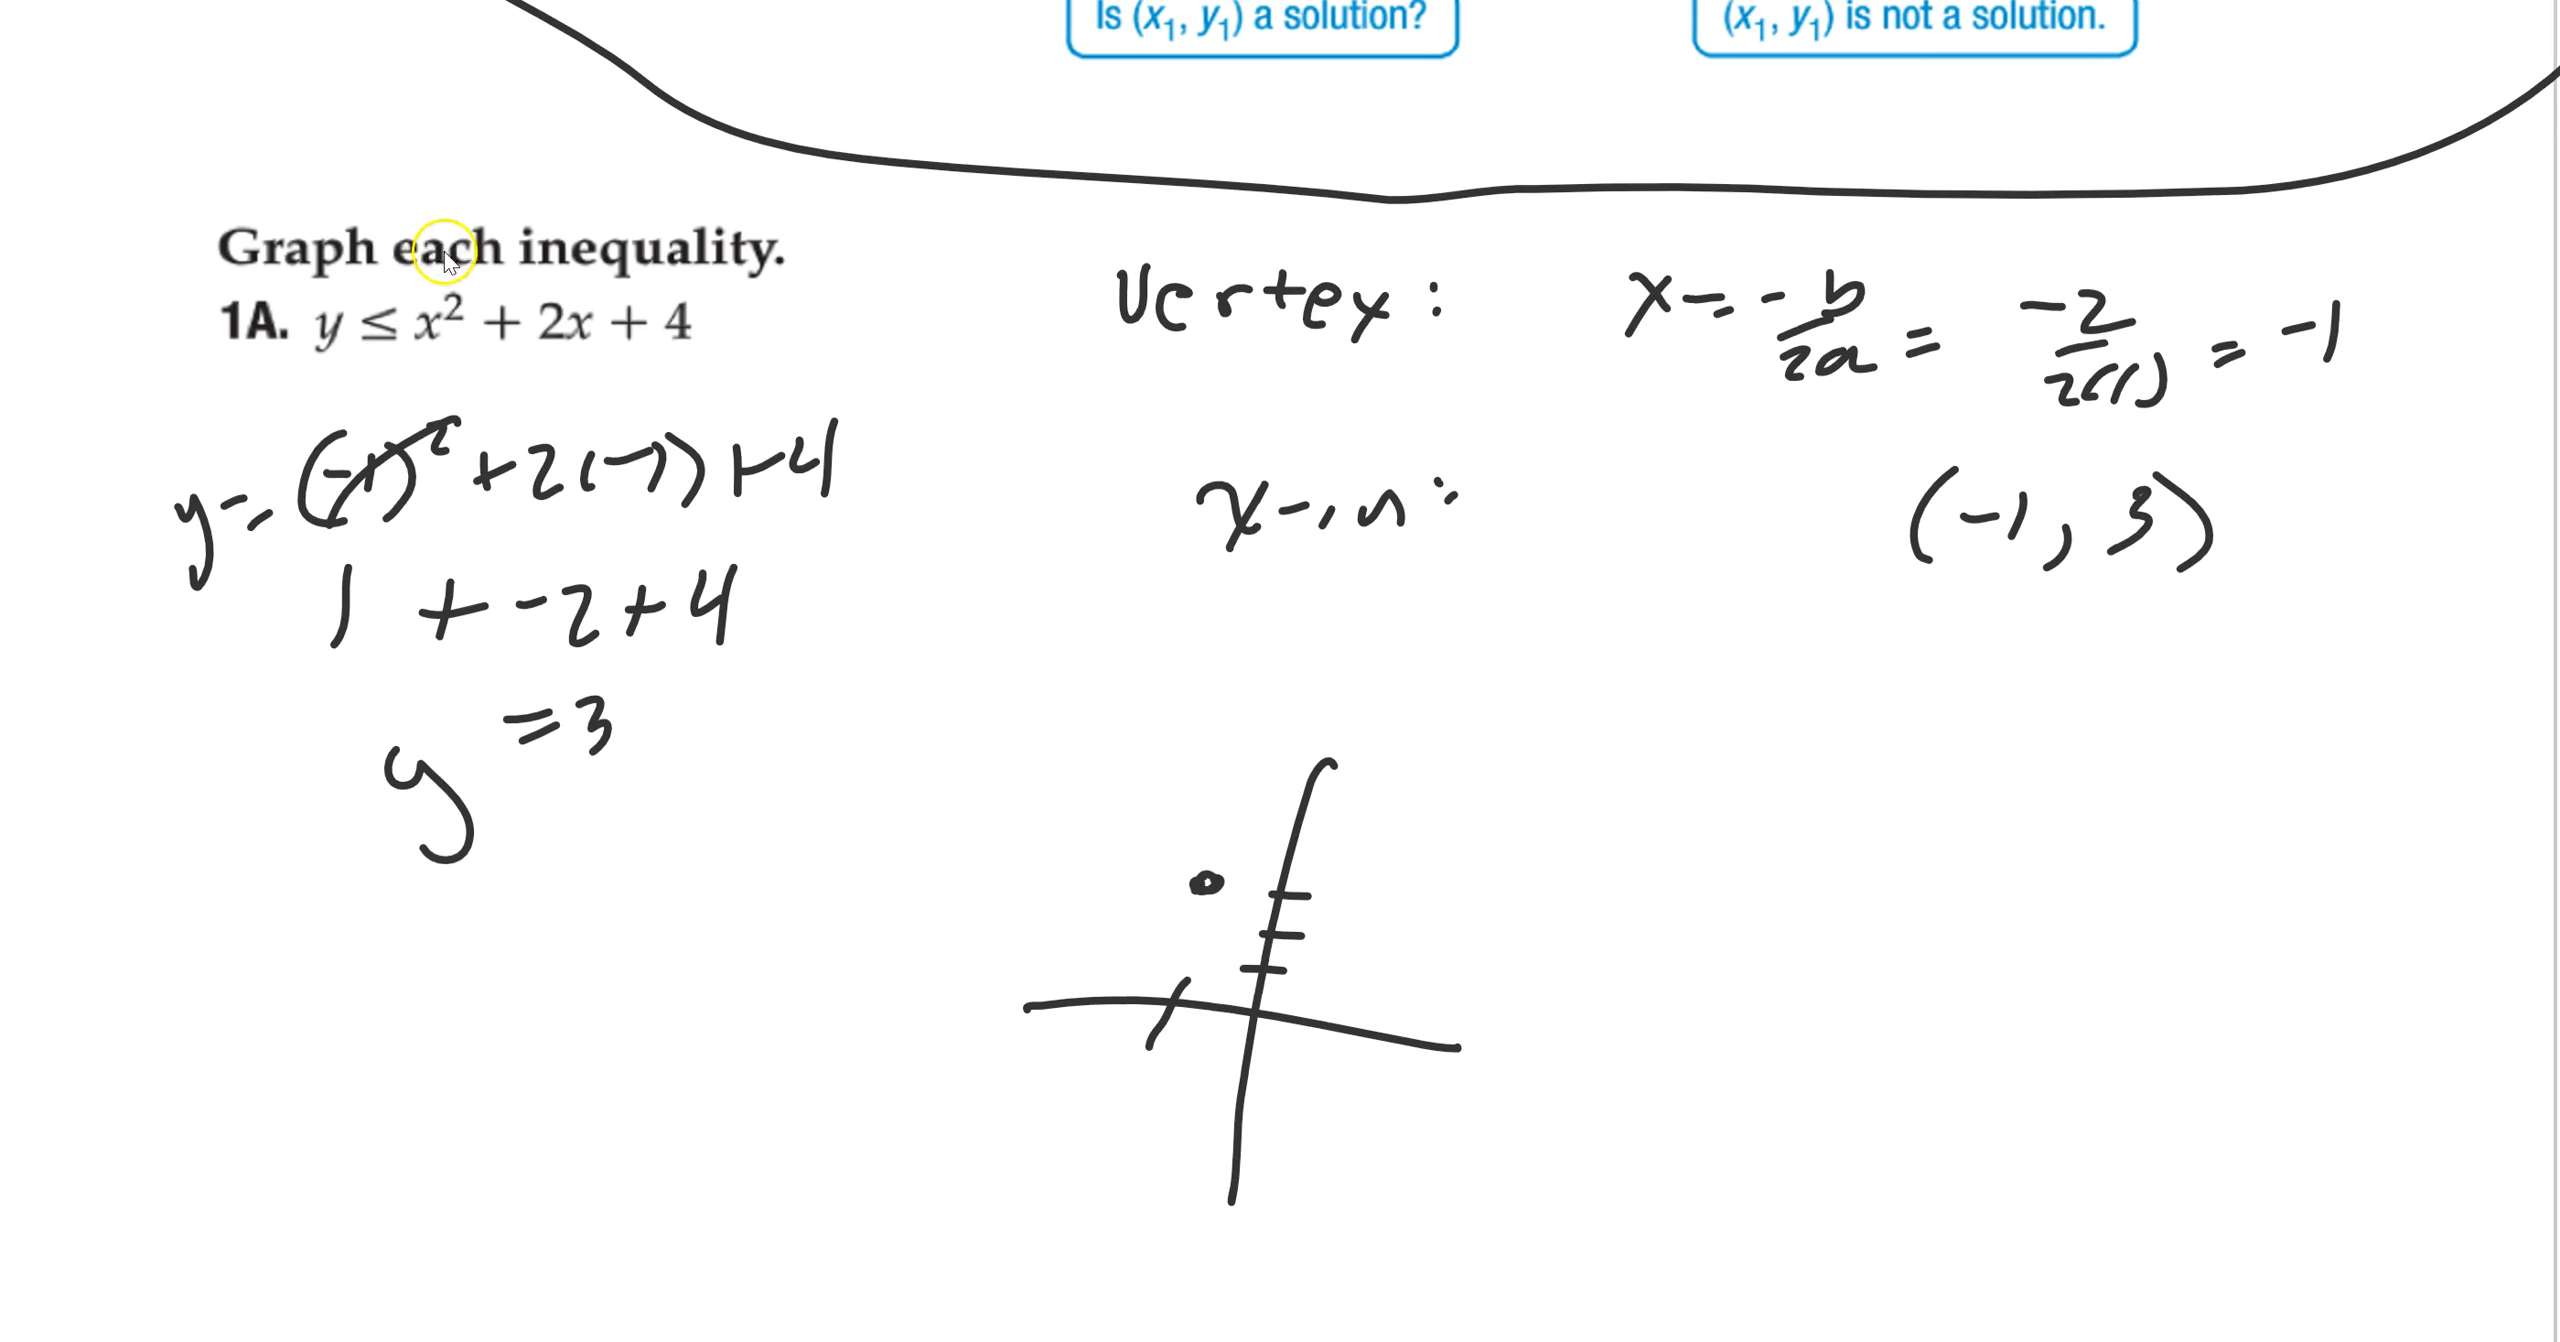 Is (x₁, y₁) a solution?
(x₁, y₁) is not a solution.
Graph each inequality.
1A. y ≤ x² + 2x + 4
Vertex: x = -b/2a = -2/2(1) = -1
y = (-1)² + 2(-1) + 4
x-in:
(-1, 3)
1 + -2 + 4
y = 3